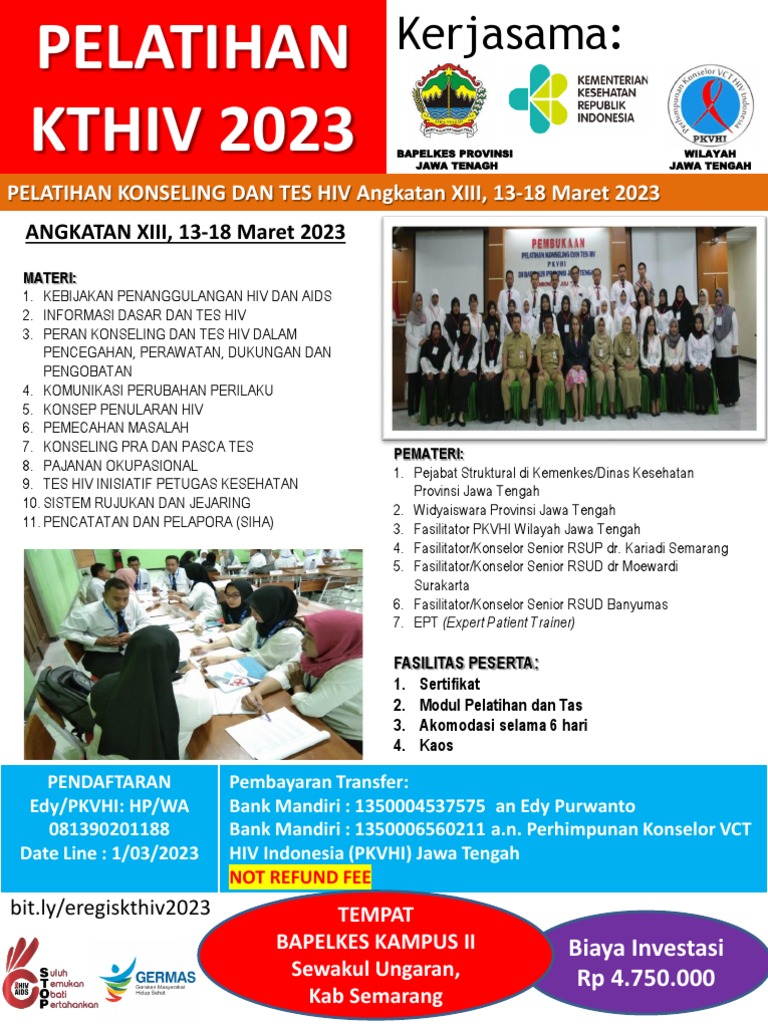 PELATIHAN
KTHIV 2023
Kerjasama:
BAPELKES PROVINSI
JAWA TENAGH
KEMENTERIAN
KESEHATAN
REPUBLIK
INDONESIA
Perhimpunan Konselor VCT HIV Indonesia
PKVHI
WILAYAH
JAWA TENGAH
PELATIHAN KONSELING DAN TES HIV Angkatan XIII, 13-18 Maret 2023
ANGKATAN XIII, 13-18 Maret 2023
MATERI:
1. KEBIJAKAN PENANGGULANGAN HIV DAN AIDS
2. INFORMASI DASAR DAN TES HIV
3. PERAN KONSELING DAN TES HIV DALAM
PENCEGAHAN, PERAWATAN, DUKUNGAN DAN
PENGOBATAN
4. KOMUNIKASI PERUBAHAN PERILAKU
5. KONSEP PENULARAN HIV
6. PEMECAHAN MASALAH
7. KONSELING PRA DAN PASCA TES
8. PAJANAN OKUPASIONAL
9. TES HIV INISIATIF PETUGAS KESEHATAN
10. SISTEM RUJUKAN DAN JEJARING
11. PENCATATAN DAN PELAPORA (SIHA)
PEMBUKAAN
PELATIHAN KONSELING DAN TES HIV
PKVHI
PEMATERI:
1. Pejabat Struktural di Kemenkes/Dinas Kesehatan
Provinsi Jawa Tengah
2. Widyaiswara Provinsi Jawa Tengah
3. Fasilitator PKVHI Wilayah Jawa Tengah
4. Fasilitator/Konselor Senior RSUP dr. Kariadi Semarang
5. Fasilitator/Konselor Senior RSUD dr Moewardi
Surakarta
6. Fasilitator/Konselor Senior RSUD Banyumas
7. EPT (Expert Patient Trainer)
FASILITAS PESERTA:
1. Sertifikat
2. Modul Pelatihan dan Tas
3. Akomodasi selama 6 hari
4. Kaos
PENDAFTARAN
Edy/PKVHI: HP/WA
081390201188
Date Line : 1/03/2023
Pembayaran Transfer:
Bank Mandiri : 1350004537575 an Edy Purwanto
Bank Mandiri : 1350006560211 a.n. Perhimpunan Konselor VCT
HIV Indonesia (PKVHI) Jawa Tengah
NOT REFUND FEE
bit.ly/eregiskthiv2023
TEMPAT
BAPELKES KAMPUS II
Sewakul Ungaran,
Kab Semarang
Biaya Investasi
Rp 4.750.000
HIV
AIDS
STOP
Suluh
Temukan
Obati
Pertahankan
GERMAS
Gerakan Masyarakat
Hidup Sehat